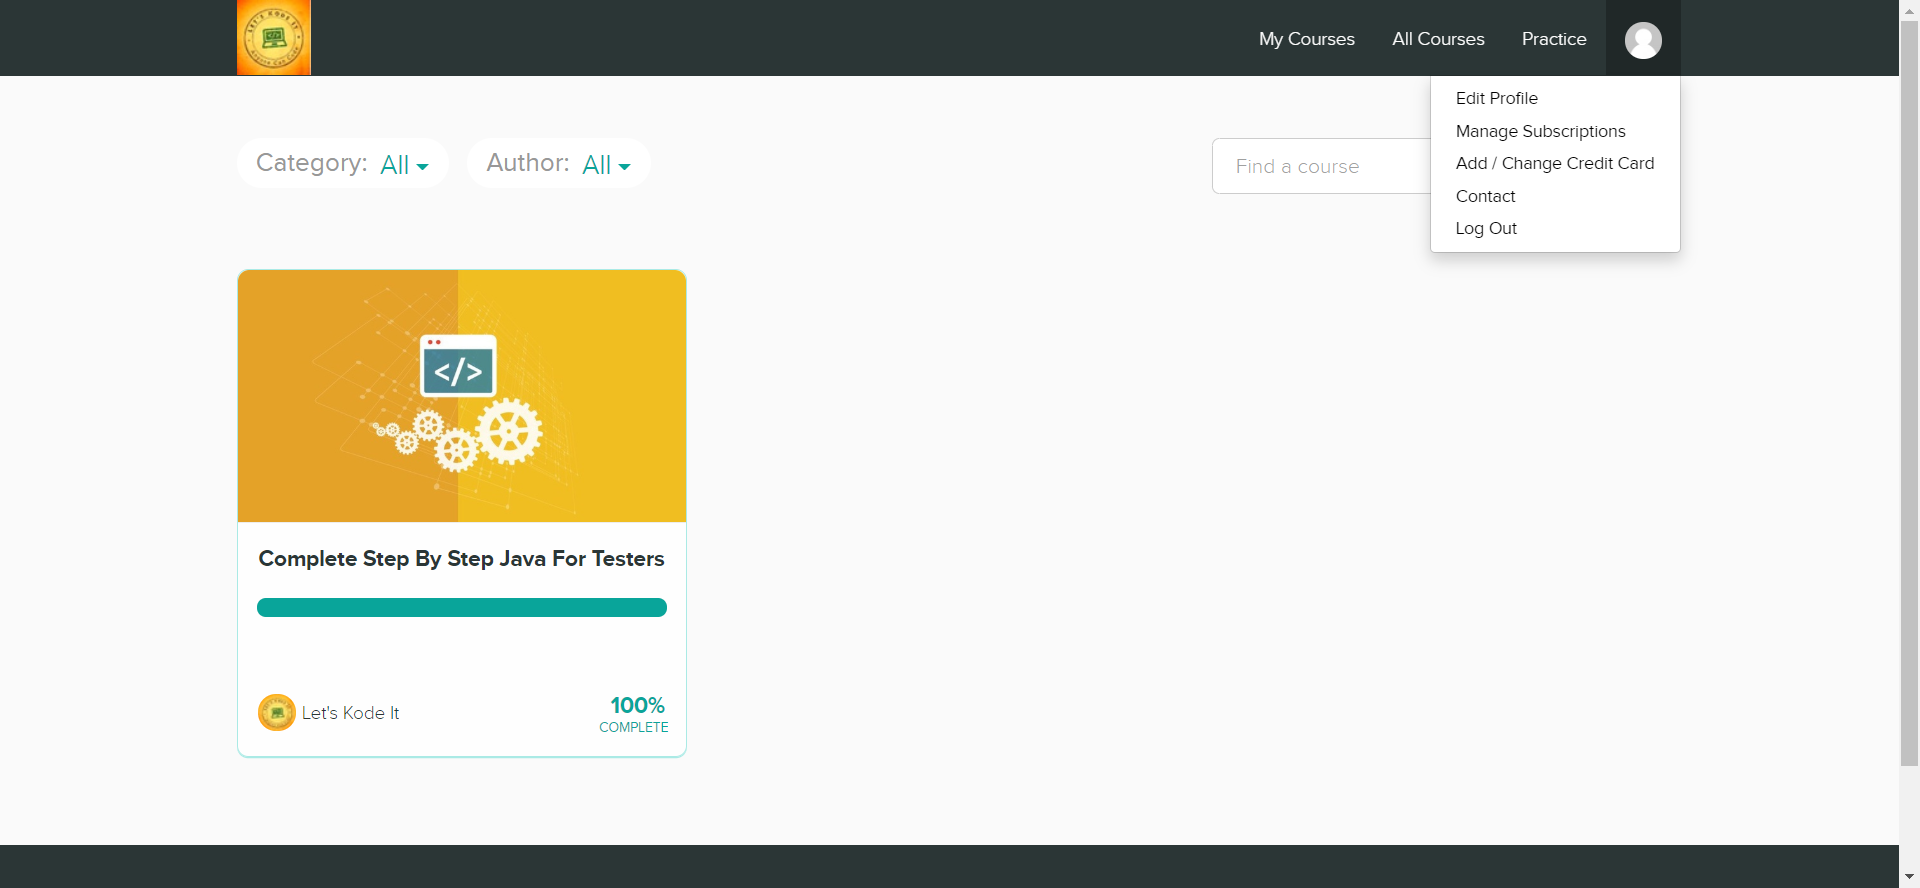 My Courses All Courses Practice
Edit Profile
Manage Subscriptions
Add / Change Credit Card
Contact
Log Out
Category: All Author: All
Find a course
</>
Complete Step By Step Java For Testers
Let's Kode It
100%
COMPLETE